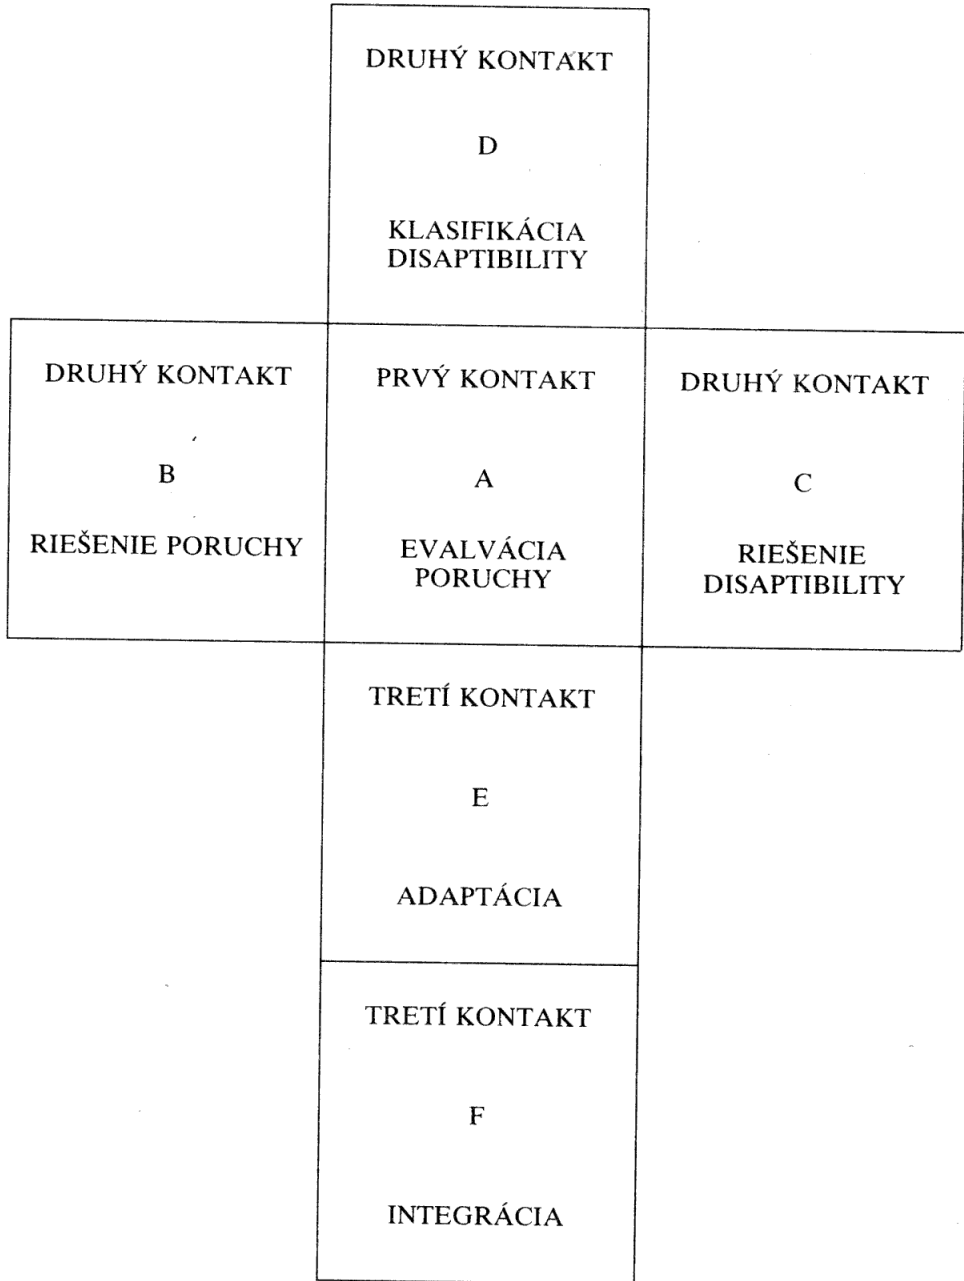 DRUHÝ KONTAKT
D
KLASIFIKÁCIA
DISAPTIBILITY
DRUHÝ KONTAKT
B
RIEŠENIE PORUCHY
PRVÝ KONTAKT
A
EVALVÁCIA
PORUCHY
DRUHÝ KONTAKT
C
RIEŠENIE
DISAPTIBILITY
TRETÍ KONTAKT
E
ADAPTÁCIA
TRETÍ KONTAKT
F
INTEGRÁCIA